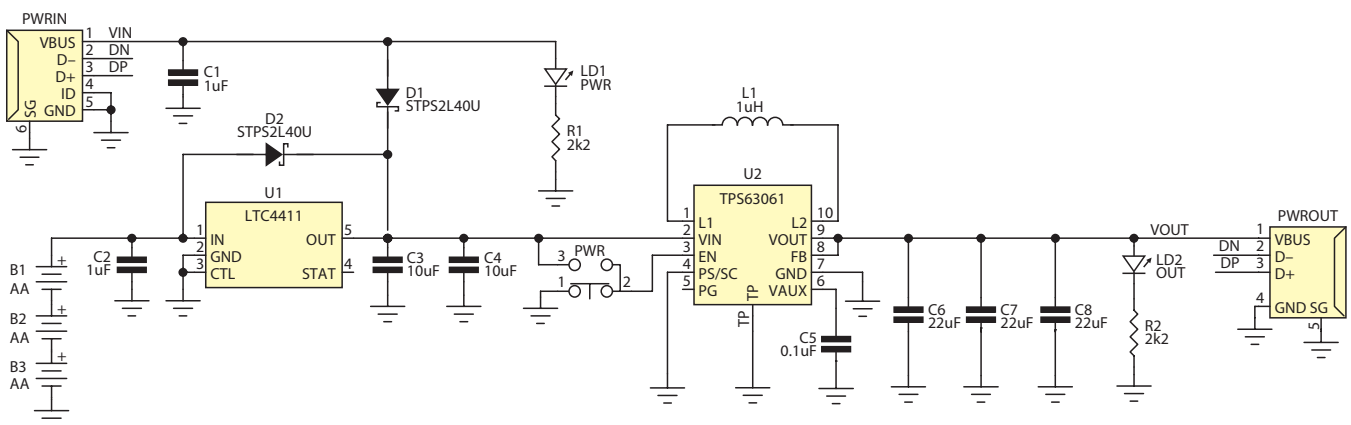 PWRIN
VBUS 1 VIN
D– 2 DN
D+ 3 DP
ID 4
GND 5
SG 6
C1
1uF
D1
STPS2L40U
LD1
PWR
R1
2k2
D2
STPS2L40U
U1
LTC4411
1 IN
2 GND
3 CTL
OUT 5
STAT 4
B1 +
AA
B2 +
AA
B3 +
AA
C2
1uF
C3
10uF
C4
10uF
PWR
3
1
2
L1
1uH
U2
TPS63061
1 L1
2 VIN
3 EN
4 PS/SC
5 PG
L2 10
VOUT 9
FB 8
GND 7
VAUX 6
TP
TP
C5
0.1uF
C6
22uF
C7
22uF
C8
22uF
LD2
OUT
R2
2k2
VOUT
PWROUT
1 VBUS
DN 2 D–
DP 3 D+
4 GND SG
5